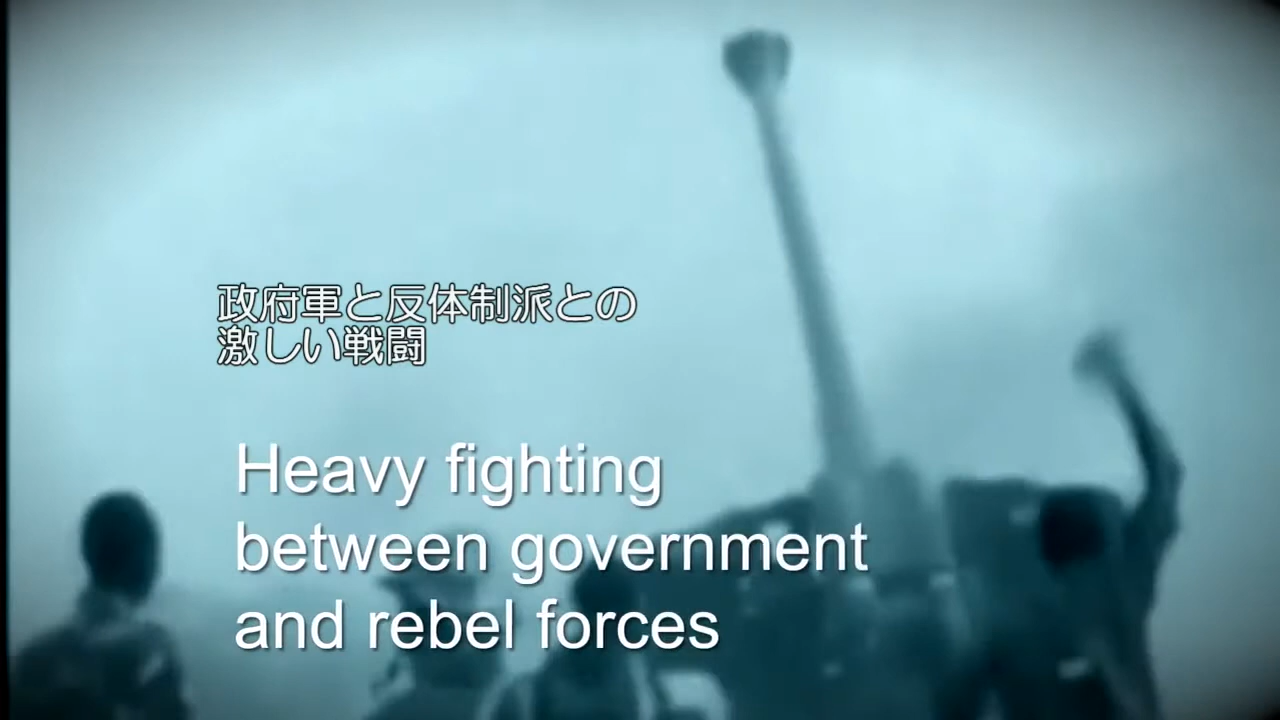 政府軍と反体制派との
激しい戦闘
Heavy fighting
between government
and rebel forces